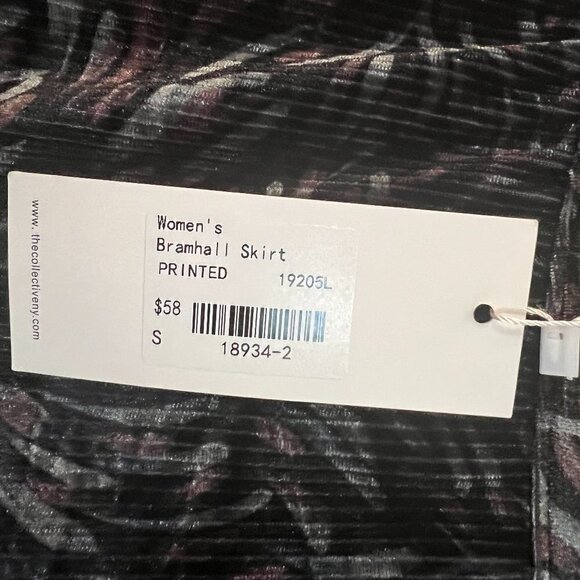 www. thecollectiveny.com
Women's
Bramhall Skirt
PRINTED 19205L
$58
S
18934-2